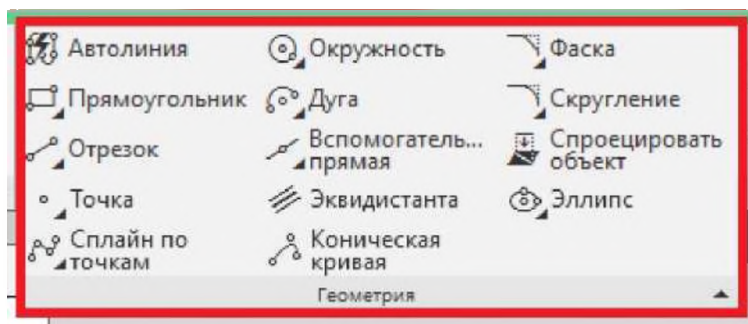 Автолиния
Окружность
Фаска
Прямоугольник
Дуга
Скругление
Отрезок
Вспомогатель...
прямая
Спроецировать
объект
Точка
Эквидистанта
Эллипс
Сплайн по
точкам
Коническая
кривая
Геометрия